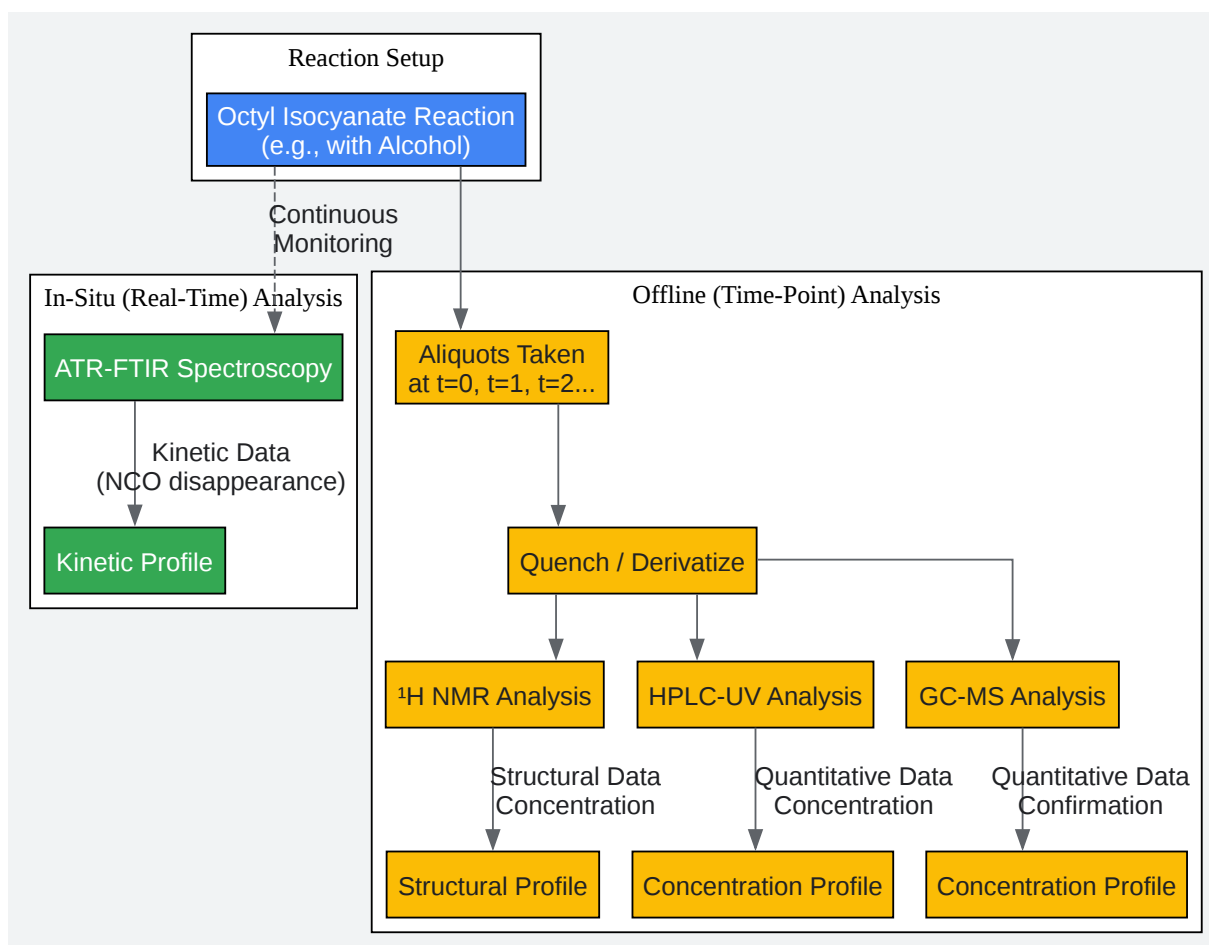 Reaction Setup
Octyl Isocyanate Reaction
(e.g., with Alcohol)
Continuous
Monitoring
In-Situ (Real-Time) Analysis
ATR-FTIR Spectroscopy
Kinetic Data
(NCO disappearance)
Kinetic Profile
Offline (Time-Point) Analysis
Aliquots Taken
at t=0, t=1, t=2...
Quench / Derivatize
¹H NMR Analysis
HPLC-UV Analysis
GC-MS Analysis
Structural Data
Concentration
Quantitative Data
Concentration
Quantitative Data
Confirmation
Structural Profile
Concentration Profile
Concentration Profile